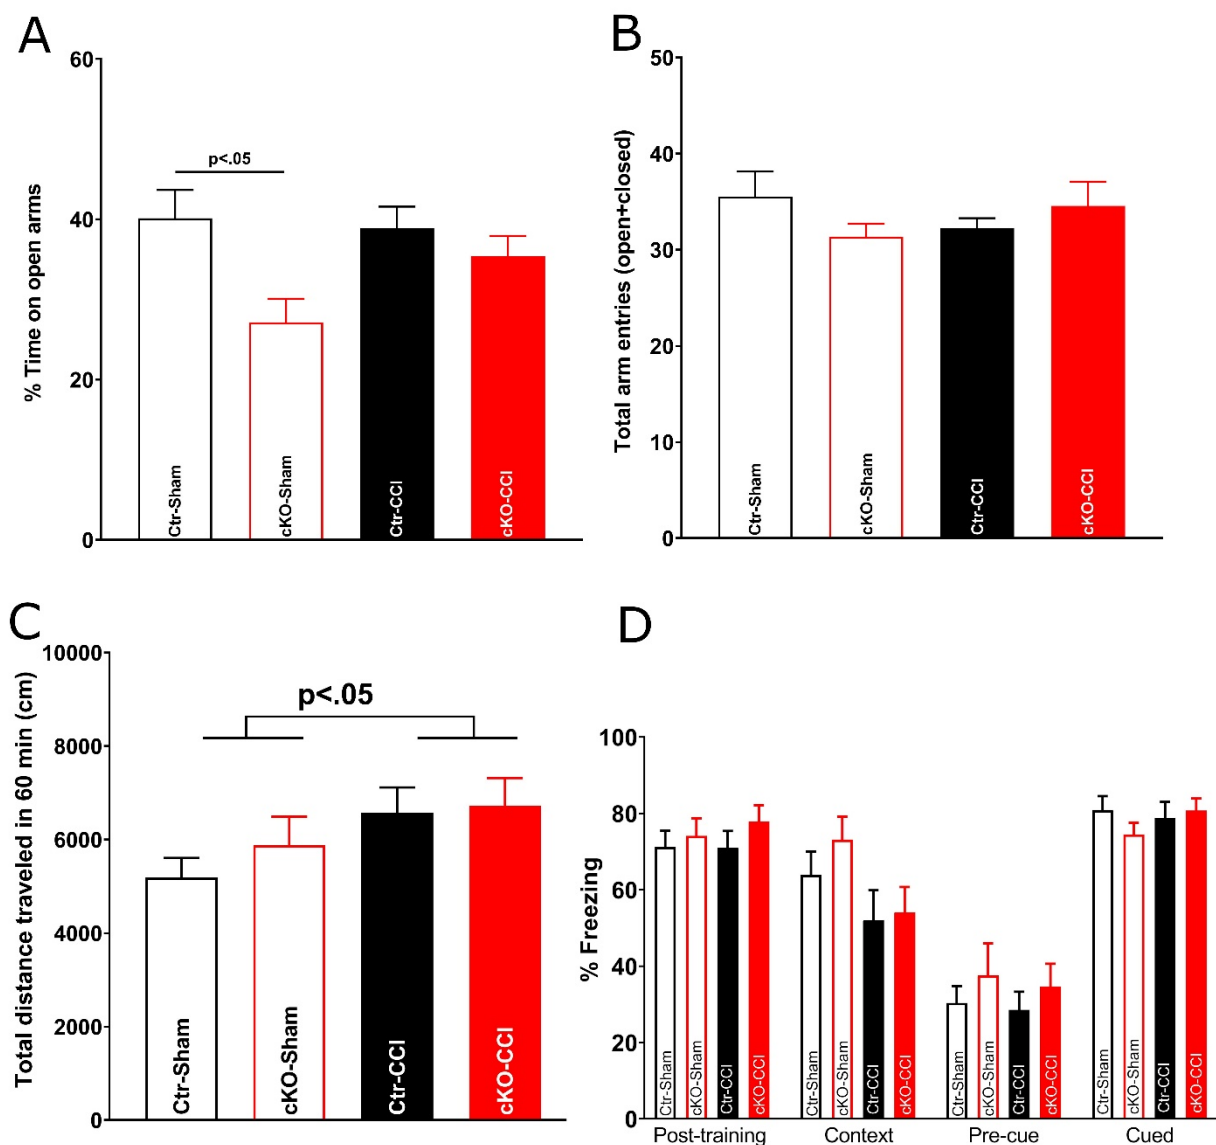 A
% Time on open arms
60
40
20
0
p<.05
Ctr-Sham
cKO-Sham
Ctr-CCI
cKO-CCI
B
Total arm entries (open+closed)
50
40
30
20
10
0
Ctr-Sham
cKO-Sham
Ctr-CCI
cKO-CCI
C
Total distance traveled in 60 min (cm)
10000
8000
6000
4000
2000
0
p<.05
Ctr-Sham
cKO-Sham
Ctr-CCI
cKO-CCI
D
% Freezing
100
80
60
40
20
0
Ctr-Sham
cKO-Sham
Ctr-CCI
cKO-CCI
Ctr-Sham
cKO-Sham
Ctr-CCI
cKO-CCI
Ctr-Sham
cKO-Sham
Ctr-CCI
cKO-CCI
Ctr-Sham
cKO-Sham
Ctr-CCI
cKO-CCI
Post-training
Context
Pre-cue
Cued